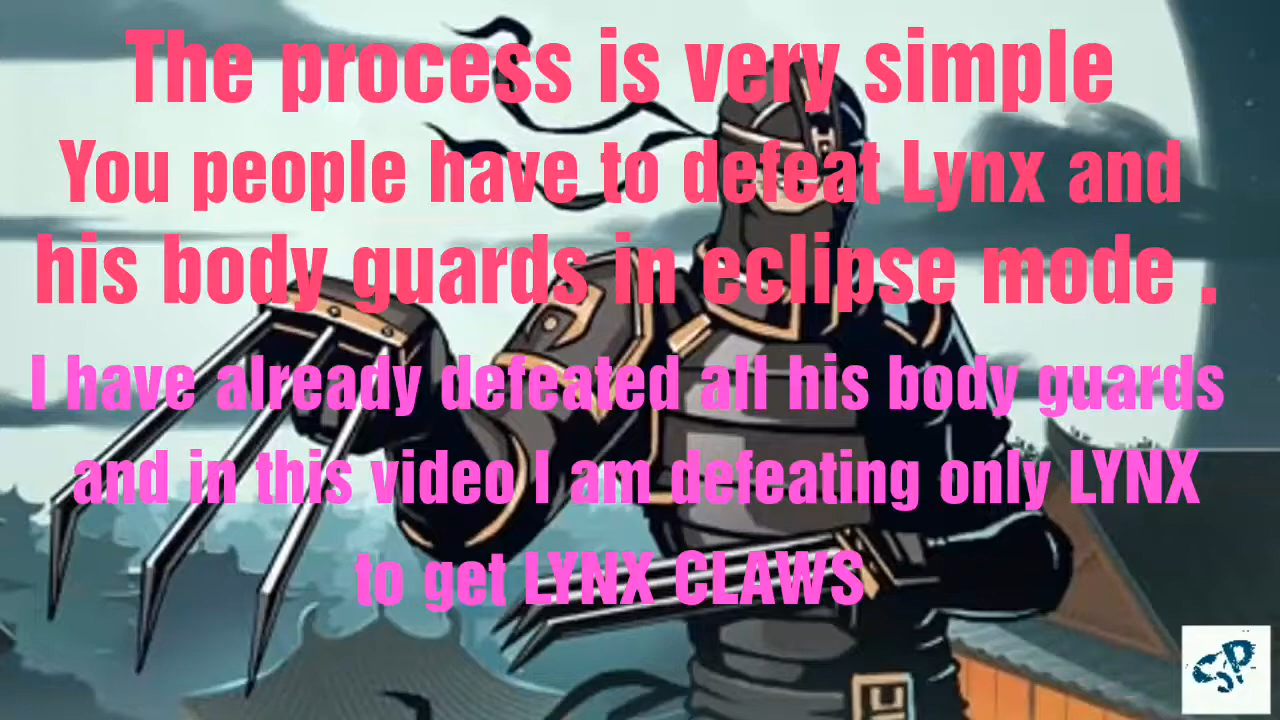 The process is very simple
You people have to defeat Lynx and
his body guards in eclipse mode .
I have already defeated all his body guards
and in this video I am defeating only LYNX
to get LYNX CLAWS
SP